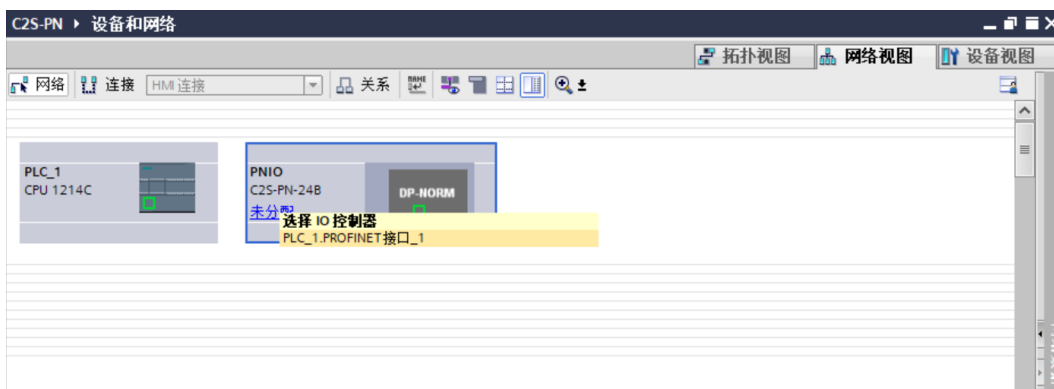 C2S-PN ▸ 设备和网络
拓扑视图 网络视图 设备视图
网络 连接 HMI 连接 关系
PLC_1
CPU 1214C
PNIO
C2S-PN-24B
DP-NORM
未分配
选择 IO 控制器
PLC_1.PROFINET接口_1